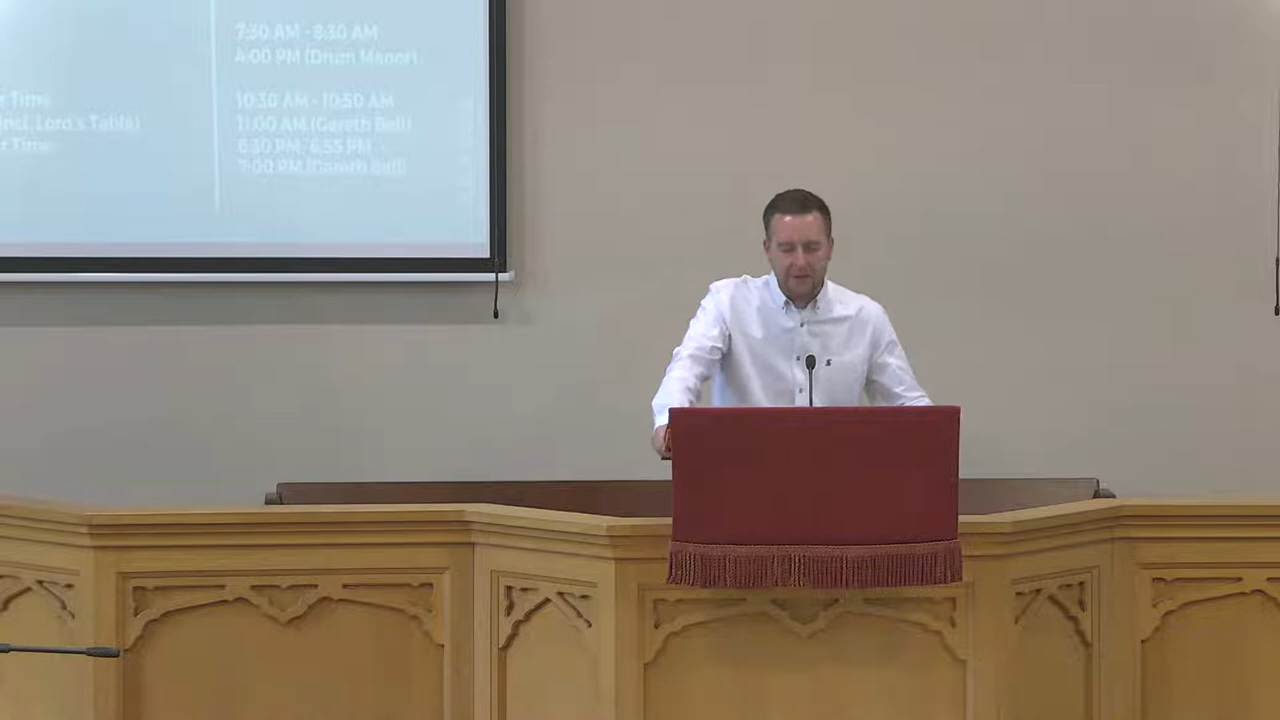 7:30 AM - 8:30 AM
4:00 PM (Drum Manor)
r Time
10:30 AM - 10:50 AM
incl. Lord's Table)
11:00 AM (Gareth Bell)
r Time
6:30 PM- 6.55 PM
7:00 PM (Gareth Bell)